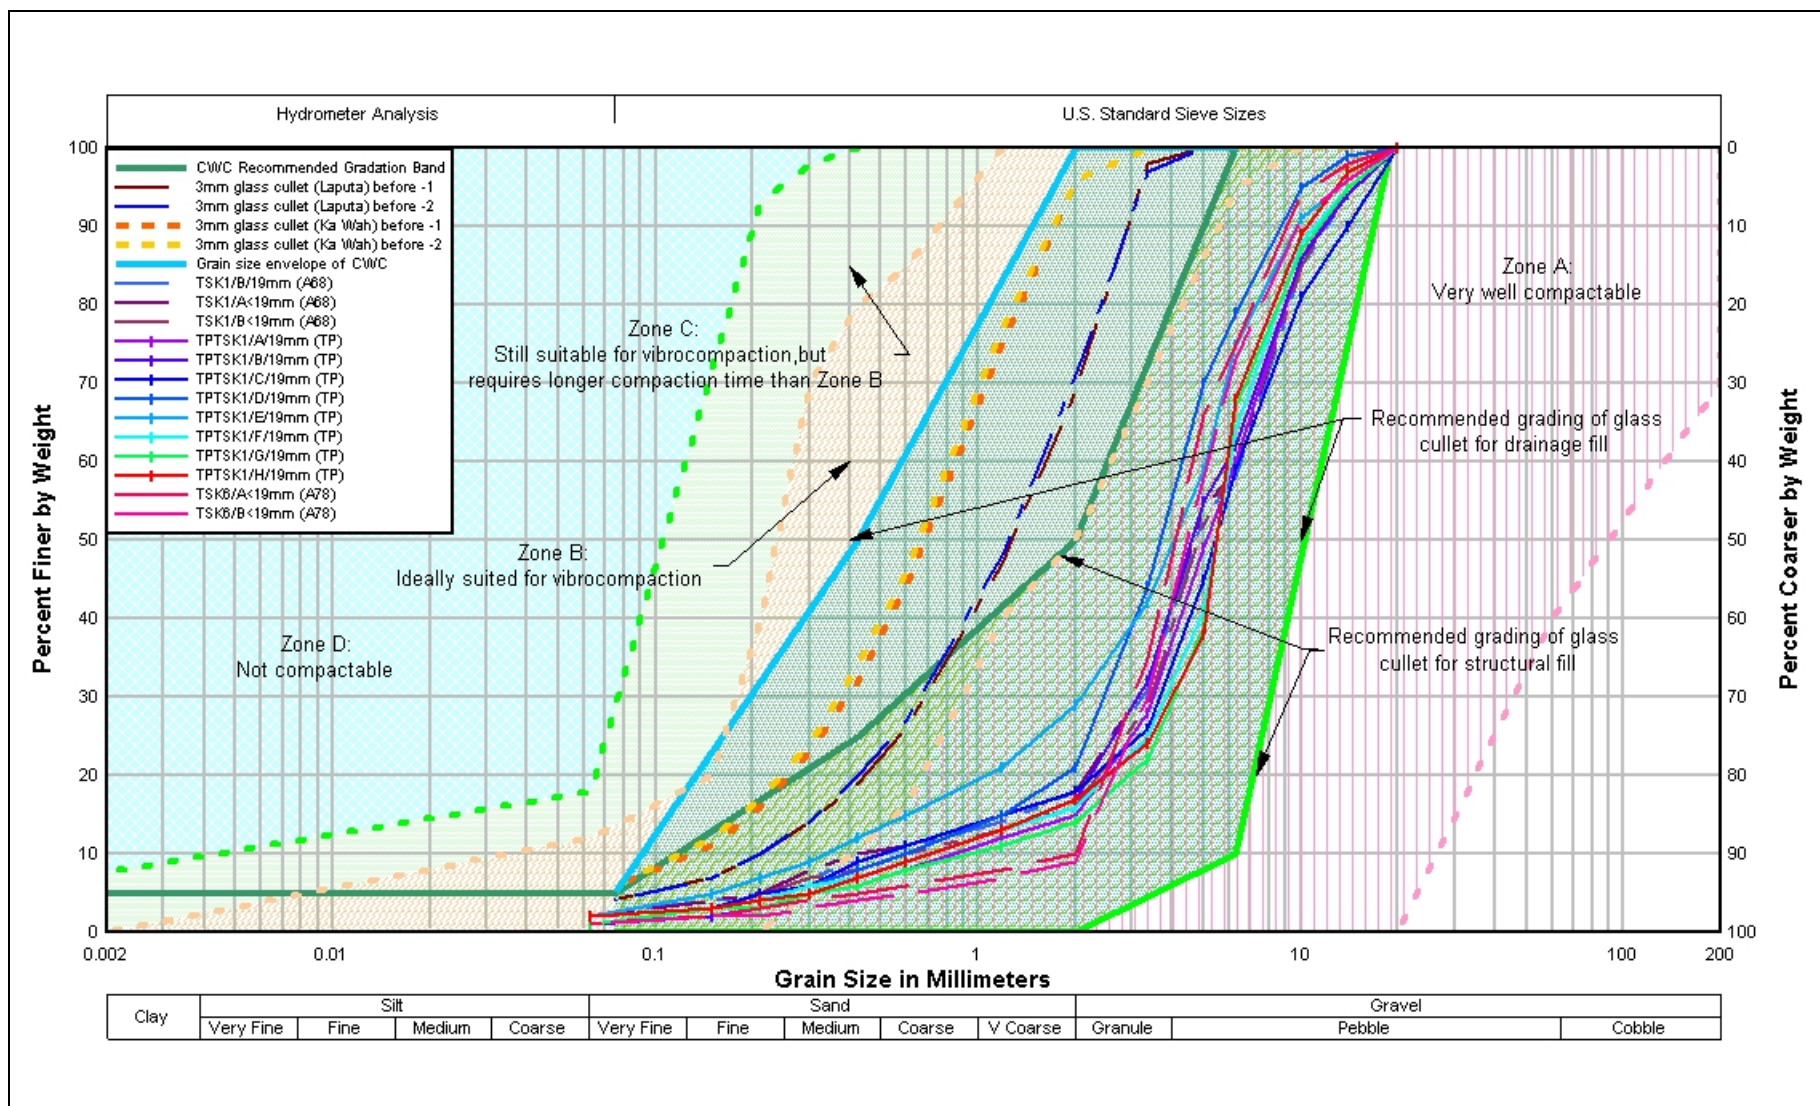 Hydrometer Analysis
U.S. Standard Sieve Sizes
Percent Finer by Weight
100
90
80
70
60
50
40
30
20
10
0
CWC Recommended Gradation Band
3mm glass cullet (Laputa) before -1
3mm glass cullet (Laputa) before -2
3mm glass cullet (Ka Wah) before -1
3mm glass cullet (Ka Wah) before -2
Grain size envelope of CWC
TSK1/B/19mm (A68)
TSK1/A<19mm (A68)
TSK1/B<19mm (A68)
TPTSK1/A/19mm (TP)
TPTSK1/B/19mm (TP)
TPTSK1/C/19mm (TP)
TPTSK1/D/19mm (TP)
TPTSK1/E/19mm (TP)
TPTSK1/F/19mm (TP)
TPTSK1/G/19mm (TP)
TPTSK1/H/19mm (TP)
TSK6/A<19mm (A78)
TSK6/B<19mm (A78)
Zone C:
Still suitable for vibrocompaction,but
requires longer compaction time than Zone B
Zone B:
Ideally suited for vibrocompaction
Zone D:
Not compactable
Zone A:
Very well compactable
Recommended grading of glass
cullet for drainage fill
Recommended grading of glass
cullet for structural fill
0
10
20
30
40
50
60
70
80
90
100
Percent Coarser by Weight
0.002
0.01
0.1
1
10
100
200
Grain Size in Millimeters
Clay
Silt
Sand
Gravel
Very Fine
Fine
Medium
Coarse
Very Fine
Fine
Medium
Coarse
V Coarse
Granule
Pebble
Cobble